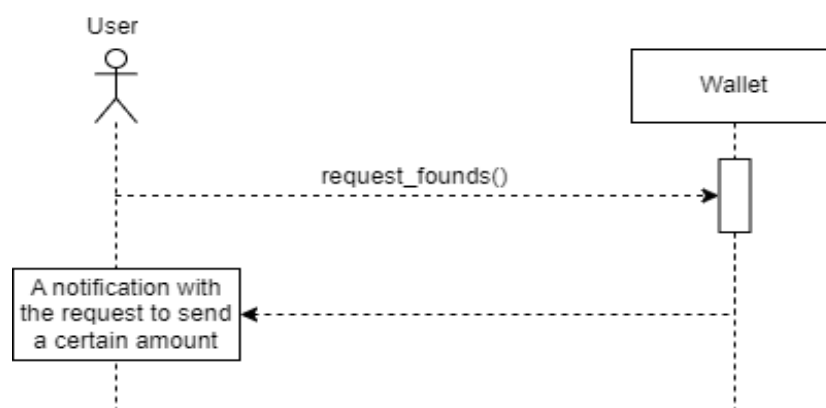 User
Wallet
request_founds()
A notification with
the request to send
a certain amount